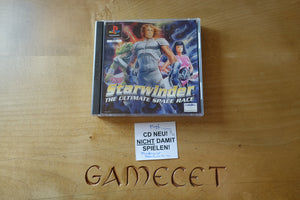 Starwinder
THE ULTIMATE SPACE RACE
CD NEU!
NICHT DAMIT
SPIELEN!
GAMECET